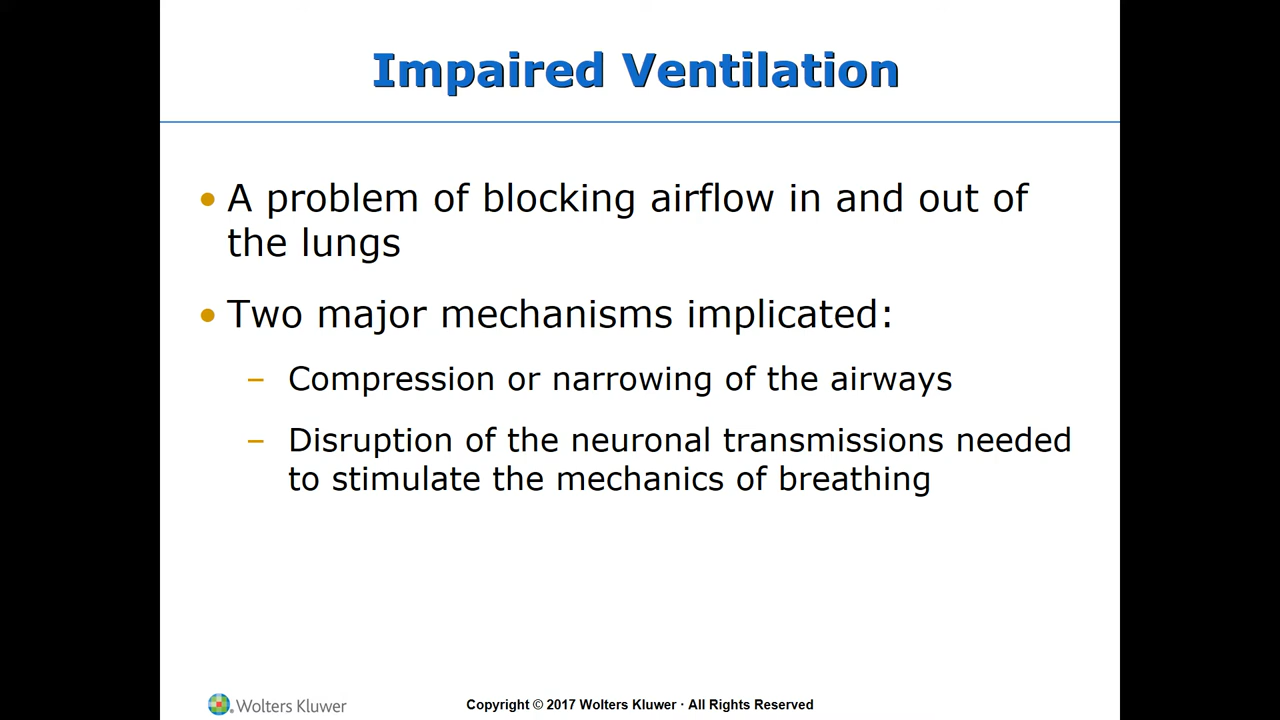 Impaired Ventilation
• A problem of blocking airflow in and out of
the lungs
• Two major mechanisms implicated:
– Compression or narrowing of the airways
– Disruption of the neuronal transmissions needed
to stimulate the mechanics of breathing
Wolters Kluwer
Copyright © 2017 Wolters Kluwer · All Rights Reserved